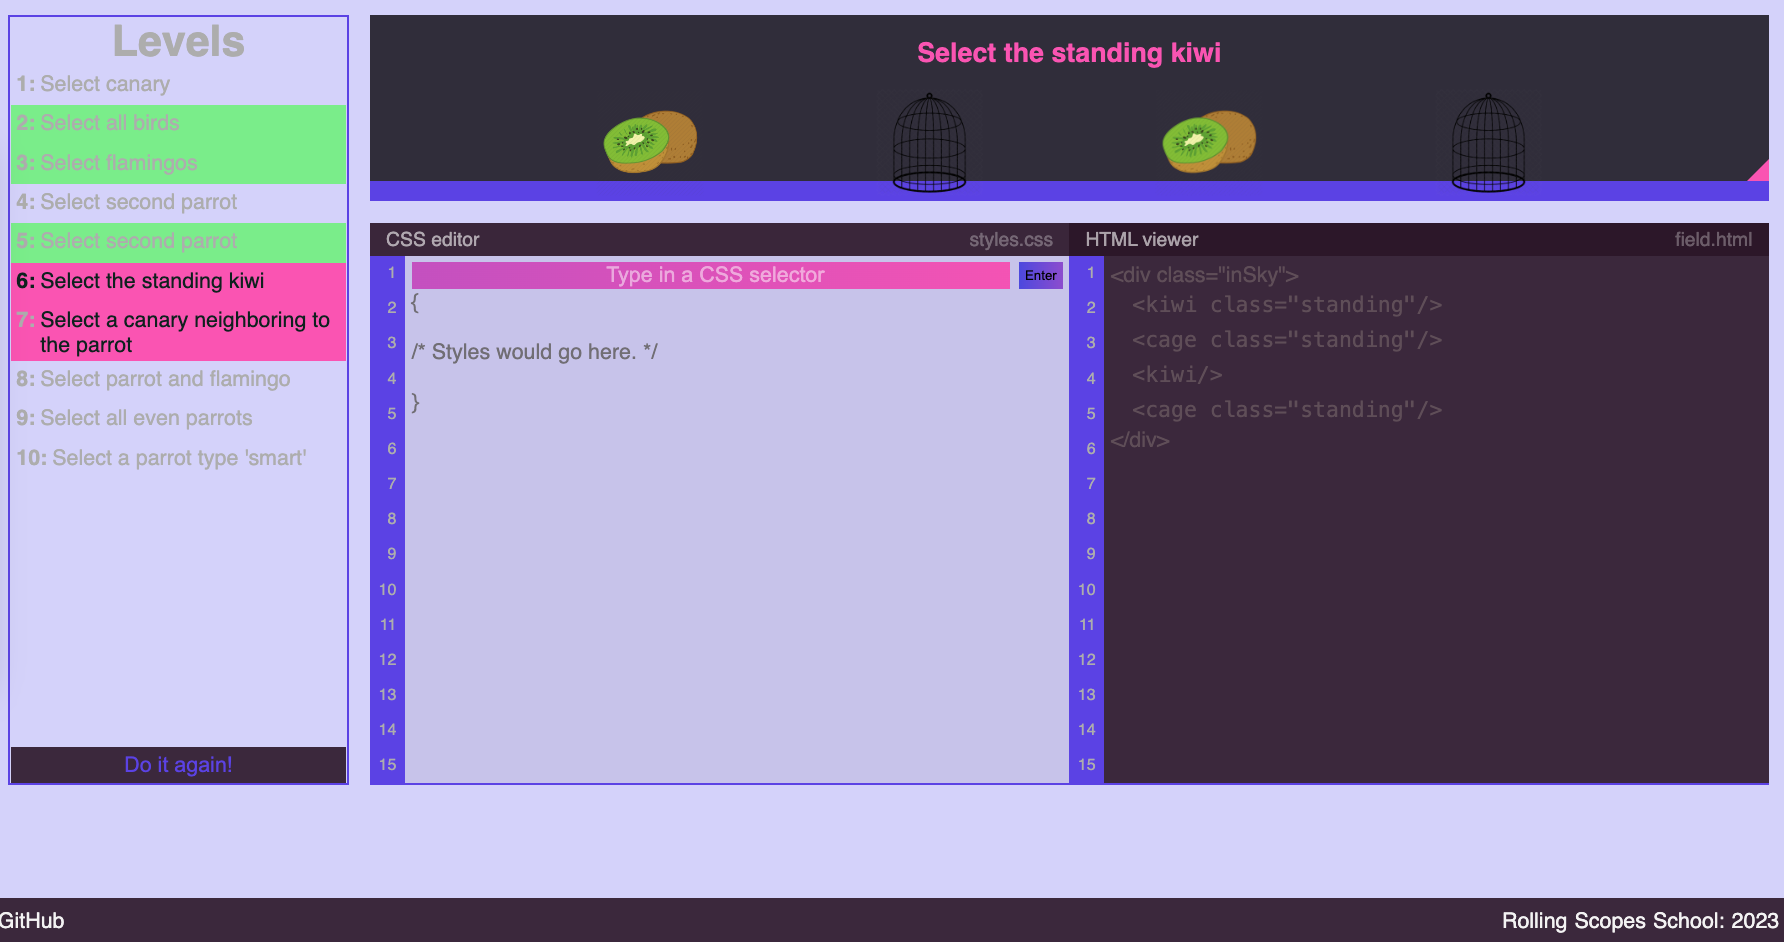 Levels
1: Select canary
2: Select all birds
3: Select flamingos
4: Select second parrot
5: Select second parrot
6: Select the standing kiwi
7: Select a canary neighboring to
the parrot
8: Select parrot and flamingo
9: Select all even parrots
10: Select a parrot type 'smart'
Do it again!
Select the standing kiwi
CSS editor styles.css
1 Type in a CSS selector Enter
{
2
3 /* Styles would go here. */
4
5 }
6
7
8
9
10
11
12
13
14
15
HTML viewer field.html
1 <div class="inSky">
2 <kiwi class="standing"/>
3 <cage class="standing"/>
4 <kiwi/>
5 <cage class="standing"/>
6 </div>
7
8
9
10
11
12
13
14
15
GitHub
Rolling Scopes School: 2023